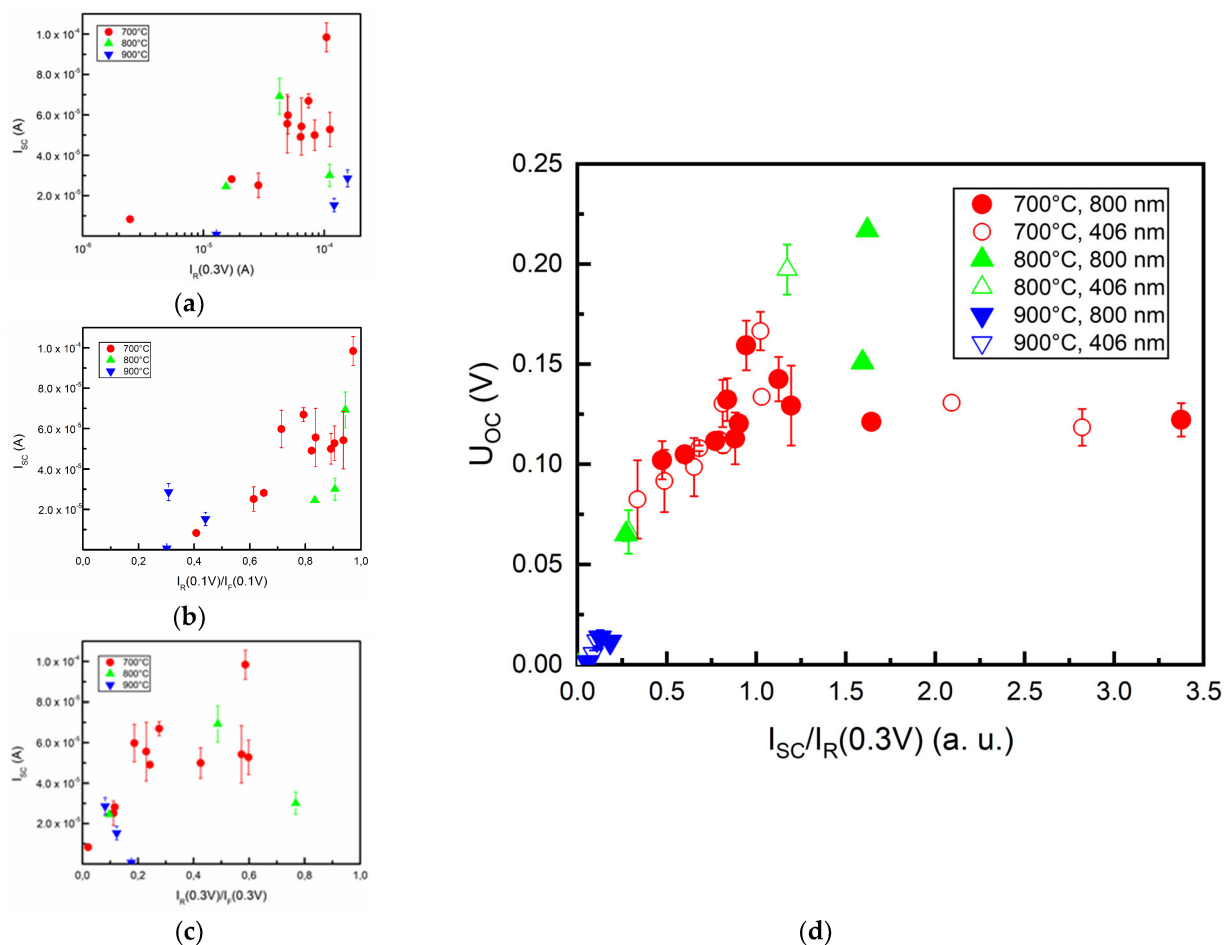 1.0 x 10⁻⁴
8.0 x 10⁻⁵
6.0 x 10⁻⁵
4.0 x 10⁻⁵
2.0 x 10⁻⁵
I_SC (A)
700°C
800°C
900°C
10⁻⁶
10⁻⁵
10⁻⁴
I_R(0.3V) (A)
(a)
1.0 x 10⁻⁴
8.0 x 10⁻⁵
6.0 x 10⁻⁵
4.0 x 10⁻⁵
2.0 x 10⁻⁵
I_SC (A)
700°C
800°C
900°C
0,0 0,2 0,4 0,6 0,8 1,0
I_R(0.1V)/I_F(0.1V)
(b)
1.0 x 10⁻⁴
8.0 x 10⁻⁵
6.0 x 10⁻⁵
4.0 x 10⁻⁵
2.0 x 10⁻⁵
I_SC (A)
700°C
800°C
900°C
0,0 0,2 0,4 0,6 0,8 1,0
I_R(0.3V)/I_F(0.3V)
(c)
0.25
0.20
0.15
0.10
0.05
0.00
U_OC (V)
700°C, 800 nm
700°C, 406 nm
800°C, 800 nm
800°C, 406 nm
900°C, 800 nm
900°C, 406 nm
0.0 0.5 1.0 1.5 2.0 2.5 3.0 3.5
I_SC/I_R(0.3V) (a. u.)
(d)